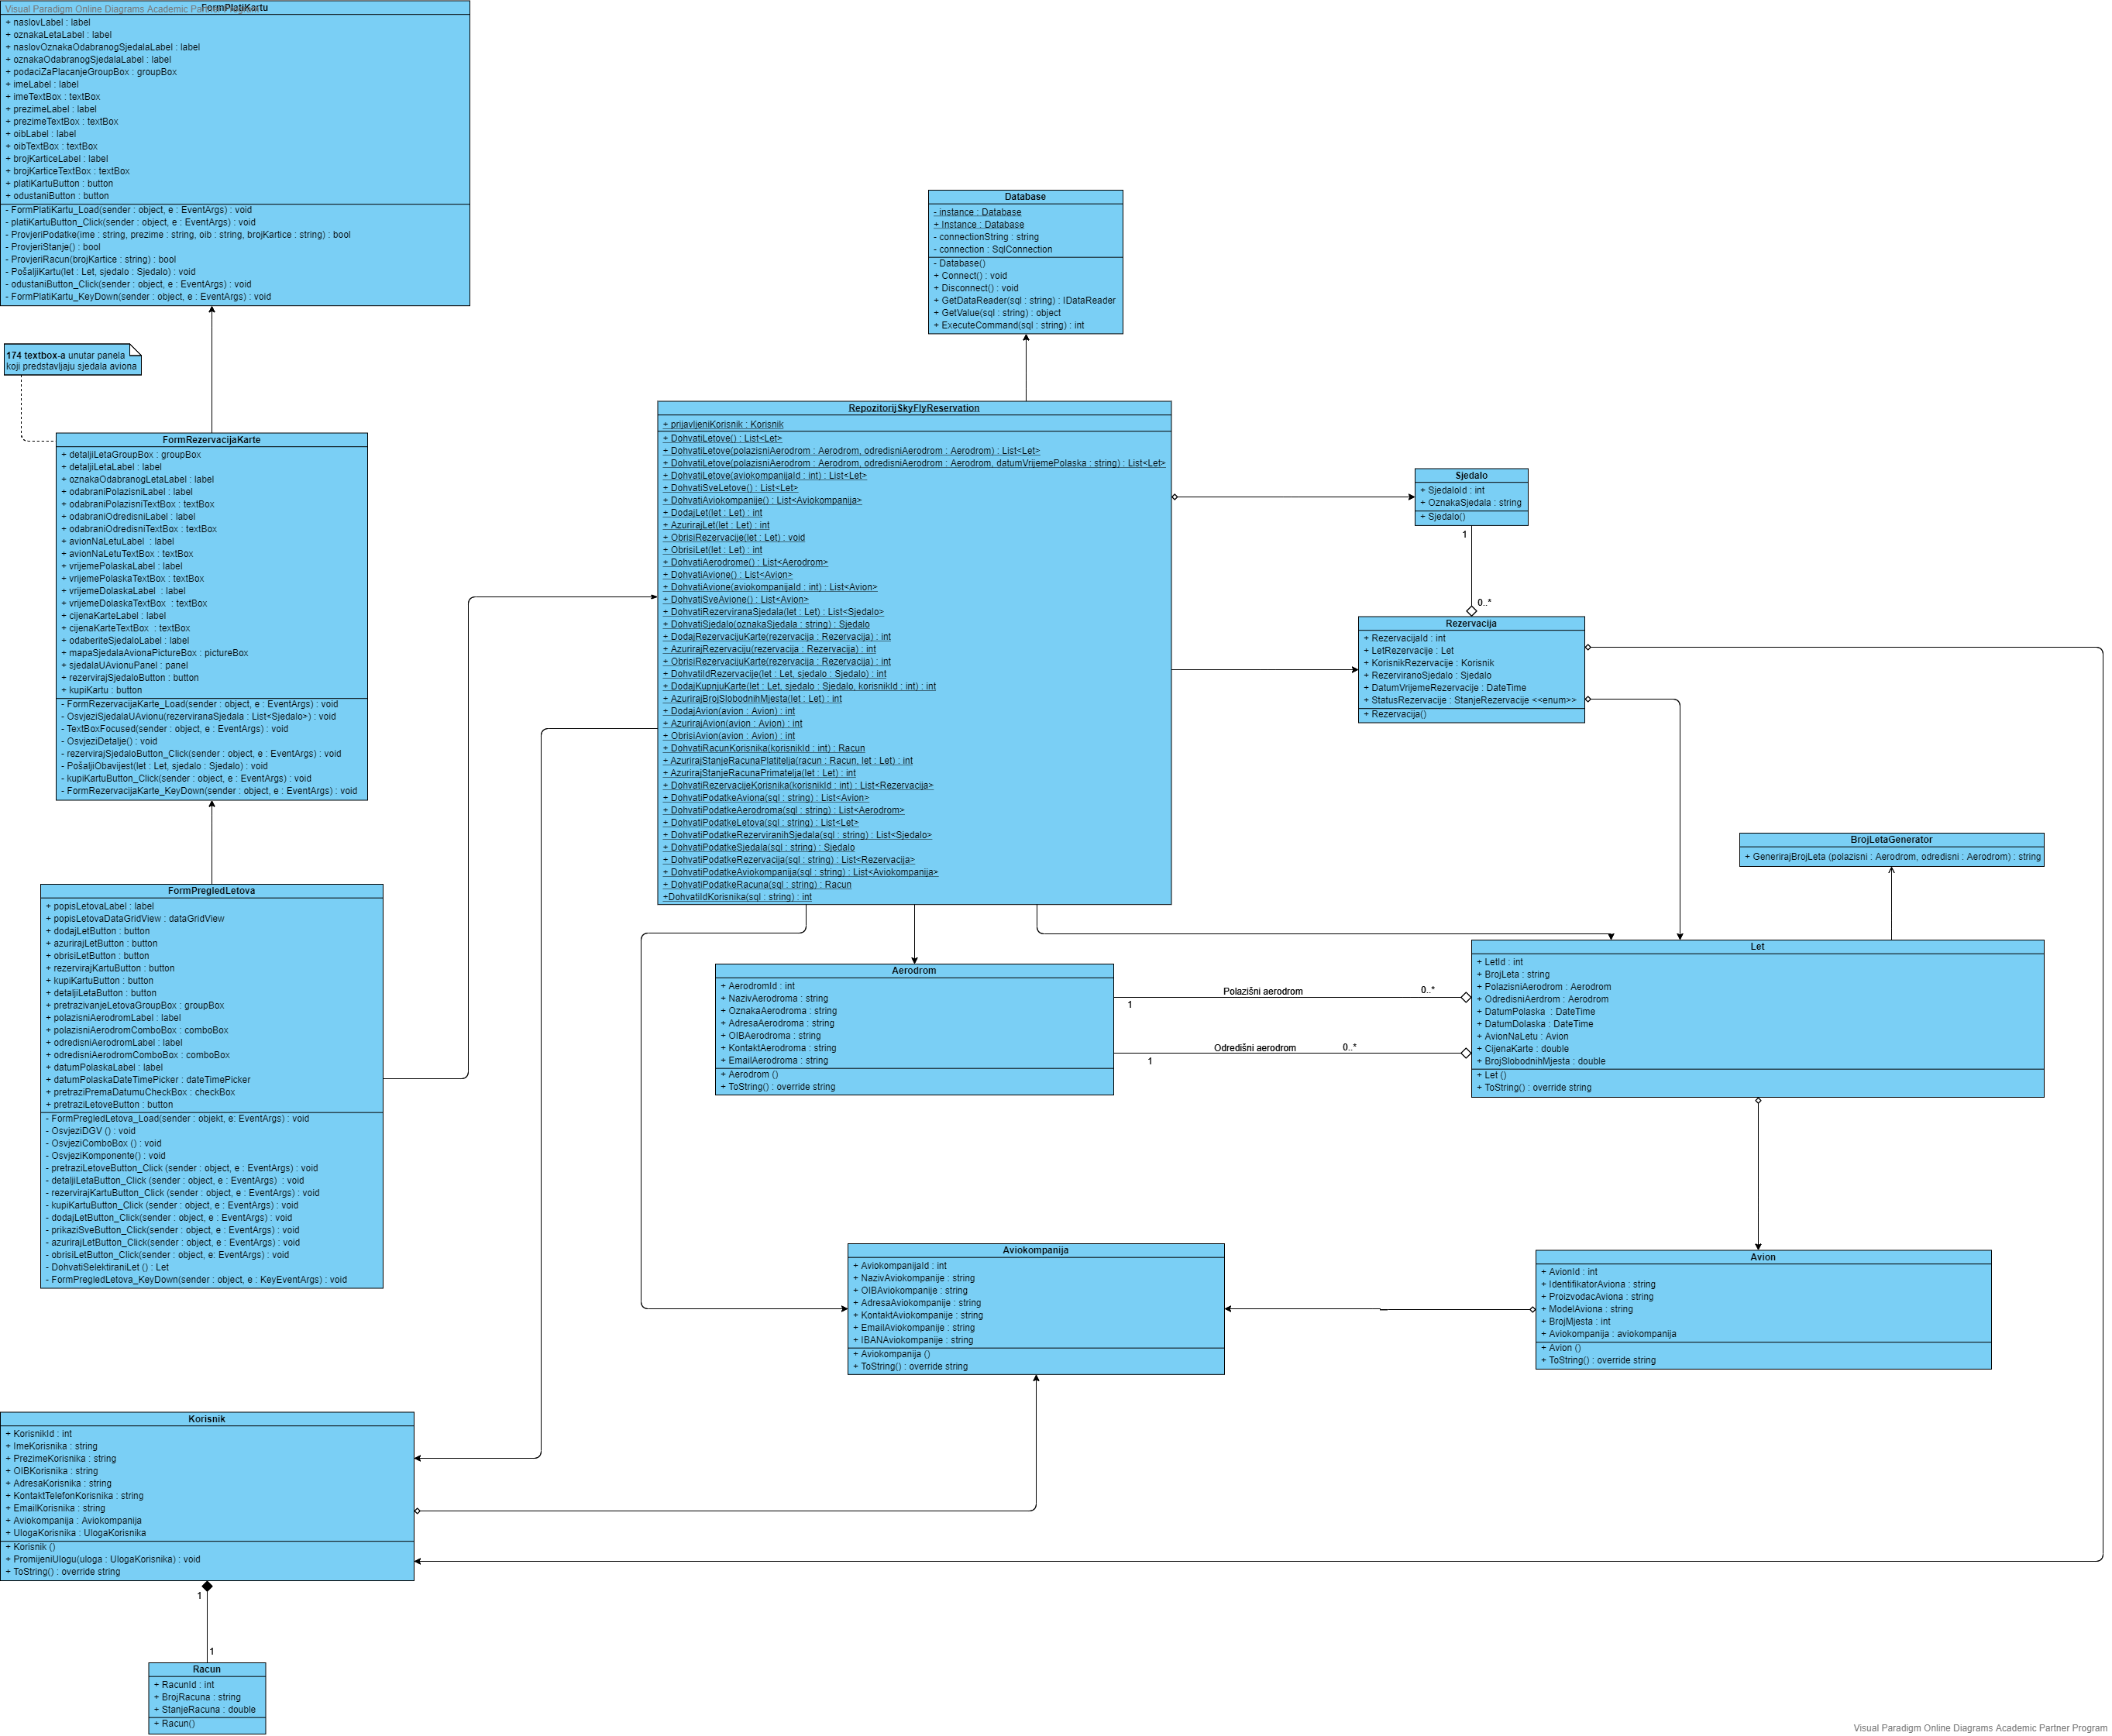 Visual Paradigm Online Diagrams Academic Partner Program
FormPlatiKartu
+ naslovLabel : label
+ oznakaLetaLabel : label
+ naslovOznakaOdabranogSjedalaLabel : label
+ oznakaOdabranogSjedalaLabel : label
+ podaciZaPlacanjeGroupBox : groupBox
+ imeLabel : label
+ imeTextBox : textBox
+ prezimeLabel : label
+ prezimeTextBox : textBox
+ oibLabel : label
+ oibTextBox : textBox
+ brojKarticeLabel : label
+ brojKarticeTextBox : textBox
+ platiKartuButton : button
+ odustaniButton : button
- FormPlatiKartu_Load(sender : object, e : EventArgs) : void
- platiKartuButton_Click(sender : object, e : EventArgs) : void
- ProvjeriPodatke(ime : string, prezime : string, oib : string, brojKartice : string) : bool
- ProvjeriStanje() : bool
- ProvjeriRacun(brojKartice : string) : bool
- PošaljiKartu(let : Let, sjedalo : Sjedalo) : void
- odustaniButton_Click(sender : object, e : EventArgs) : void
- FormPlatiKartu_KeyDown(sender : object, e : EventArgs) : void
174 textbox-a unutar panela
koji predstavljaju sjedala aviona
FormRezervacijaKarte
+ detaljiLetaGroupBox : groupBox
+ detaljiLetaLabel : label
+ oznakaOdabranogLetaLabel : label
+ odabraniPolazisniLabel : label
+ odabraniPolazisniTextBox : textBox
+ odabraniOdredisniLabel : label
+ odabraniOdredisniTextBox : textBox
+ avionNaLetuLabel : label
+ avionNaLetuTextBox : textBox
+ vrijemePolaskaLabel : label
+ vrijemePolaskaTextBox : textBox
+ vrijemeDolaskaLabel : label
+ vrijemeDolaskaTextBox : textBox
+ cijenaKarteLabel : label
+ cijenaKarteTextBox : textBox
+ odaberiteSjedaloLabel : label
+ mapaSjedalaAvionaPictureBox : pictureBox
+ sjedalaUAvionuPanel : panel
+ rezervirajSjedaloButton : button
+ kupiKartu : button
- FormRezervacijaKarte_Load(sender : object, e : EventArgs) : void
- OsvjeziSjedalaUAvionu(rezerviranaSjedala : List<Sjedalo>) : void
- TextBoxFocused(sender : object, e : EventArgs) : void
- OsvjeziDetalje() : void
- rezervirajSjedaloButton_Click(sender : object, e : EventArgs) : void
- PošaljiObavijest(let : Let, sjedalo : Sjedalo) : void
- kupiKartuButton_Click(sender : object, e : EventArgs) : void
- FormRezervacijaKarte_KeyDown(sender : object, e : EventArgs) : void
FormPregledLetova
+ popisLetovaLabel : label
+ popisLetovaDataGridView : dataGridView
+ dodajLetButton : button
+ azurirajLetButton : button
+ obrisiLetButton : button
+ rezervirajKartuButton : button
+ kupiKartuButton : button
+ detaljiLetaButton : button
+ pretrazivanjeLetovaGroupBox : groupBox
+ polazisniAerodromLabel : label
+ polazisniAerodromComboBox : comboBox
+ odredisniAerodromLabel : label
+ odredisniAerodromComboBox : comboBox
+ datumPolaskaLabel : label
+ datumPolaskaDateTimePicker : dateTimePicker
+ pretraziPremaDatumuCheckBox : checkBox
+ pretraziLetoveButton : button
- FormPregledLetova_Load(sender : objekt, e: EventArgs) : void
- OsvjeziDGV () : void
- OsvjeziComboBox () : void
- OsvjeziKomponente() : void
- pretraziLetoveButton_Click (sender : object, e : EventArgs) : void
- detaljiLetaButton_Click (sender : object, e : EventArgs) : void
- rezervirajKartuButton_Click (sender : object, e : EventArgs) : void
- kupiKartuButton_Click (sender : object, e : EventArgs) : void
- dodajLetButton_Click(sender : object, e : EventArgs) : void
- prikaziSveButton_Click(sender : object, e : EventArgs) : void
- azurirajLetButton_Click(sender : object, e : EventArgs) : void
- obrisiLetButton_Click(sender : object, e: EventArgs) : void
- DohvatiSelektiraniLet () : Let
- FormPregledLetova_KeyDown(sender : object, e : KeyEventArgs) : void
Database
- instance : Database
+ Instance : Database
- connectionString : string
- connection : SqlConnection
- Database()
+ Connect() : void
+ Disconnect() : void
+ GetDataReader(sql : string) : IDataReader
+ GetValue(sql : string) : object
+ ExecuteCommand(sql : string) : int
RepozitorijSkyFlyReservation
+ prijavljeniKorisnik : Korisnik
+ DohvatiLetove() : List<Let>
+ DohvatiLetove(polazisniAerodrom : Aerodrom, odredisniAerodrom : Aerodrom) : List<Let>
+ DohvatiLetove(polazisniAerodrom : Aerodrom, odredisniAerodrom : Aerodrom, datumVrijemePolaska : string) : List<Let>
+ DohvatiLetove(aviokompanijaId : int) : List<Let>
+ DohvatiSveLetove() : List<Let>
+ DohvatiAviokompanije() : List<Aviokompanija>
+ DodajLet(let : Let) : int
+ AzurirajLet(let : Let) : int
+ ObrisiRezervacije(let : Let) : void
+ ObrisiLet(let : Let) : int
+ DohvatiAerodrome() : List<Aerodrom>
+ DohvatiAvione() : List<Avion>
+ DohvatiAvione(aviokompanijaId : int) : List<Avion>
+ DohvatiSveAvione() : List<Avion>
+ DohvatiRezerviranaSjedala(let : Let) : List<Sjedalo>
+ DohvatiSjedalo(oznakaSjedala : string) : Sjedalo
+ DodajRezervacijuKarte(rezervacija : Rezervacija) : int
+ AzurirajRezervaciju(rezervacija : Rezervacija) : int
+ ObrisiRezervacijuKarte(rezervacija : Rezervacija) : int
+ DohvatiIdRezervacije(let : Let, sjedalo : Sjedalo) : int
+ DodajKupnjuKarte(let : Let, sjedalo : Sjedalo, korisnikId : int) : int
+ AzurirajBrojSlobodnihMjesta(let : Let) : int
+ DodajAvion(avion : Avion) : int
+ AzurirajAvion(avion : Avion) : int
+ ObrisiAvion(avion : Avion) : int
+ DohvatiRacunKorisnika(korisnikId : int) : Racun
+ AzurirajStanjeRacunaPlatitelja(racun : Racun, let : Let) : int
+ AzurirajStanjeRacunaPrimatelja(let : Let) : int
+ DohvatiRezervacijeKorisnika(korisnikId : int) : List<Rezervacija>
+ DohvatiPodatkeAviona(sql : string) : List<Avion>
+ DohvatiPodatkeAerodroma(sql : string) : List<Aerodrom>
+ DohvatiPodatkeLetova(sql : string) : List<Let>
+ DohvatiPodatkeRezerviranihSjedala(sql : string) : List<Sjedalo>
+ DohvatiPodatkeSjedala(sql : string) : Sjedalo
+ DohvatiPodatkeRezervacija(sql : string) : List<Rezervacija>
+ DohvatiPodatkeAviokompanija(sql : string) : List<Aviokompanija>
+ DohvatiPodatkeRacuna(sql : string) : Racun
+DohvatiIdKorisnika(sql : string) : int
Sjedalo
+ SjedaloId : int
+ OznakaSjedala : string
+ Sjedalo()
1
0..*
Rezervacija
+ RezervacijaId : int
+ LetRezervacije : Let
+ KorisnikRezervacije : Korisnik
+ RezerviranoSjedalo : Sjedalo
+ DatumVrijemeRezervacije : DateTime
+ StatusRezervacije : StanjeRezervacije <<enum>>
+ Rezervacija()
BrojLetaGenerator
+ GenerirajBrojLeta (polazisni : Aerodrom, odredisni : Aerodrom) : string
Aerodrom
+ AerodromId : int
+ NazivAerodroma : string
+ OznakaAerodroma : string
+ AdresaAerodroma : string
+ OIBAerodroma : string
+ KontaktAerodroma : string
+ EmailAerodroma : string
+ Aerodrom ()
+ ToString() : override string
Polazišni aerodrom
0..*
1
Odredišni aerodrom
0..*
1
Let
+ LetId : int
+ BrojLeta : string
+ PolazisniAerodrom : Aerodrom
+ OdredisniAerdrom : Aerodrom
+ DatumPolaska : DateTime
+ DatumDolaska : DateTime
+ AvionNaLetu : Avion
+ CijenaKarte : double
+ BrojSlobodnihMjesta : double
+ Let ()
+ ToString() : override string
Aviokompanija
+ AviokompanijaId : int
+ NazivAviokompanije : string
+ OIBAviokompanije : string
+ AdresaAviokompanije : string
+ KontaktAviokompanije : string
+ EmailAviokompanije : string
+ IBANAviokompanije : string
+ Aviokompanija ()
+ ToString() : override string
Avion
+ AvionId : int
+ IdentifikatorAviona : string
+ ProizvodacAviona : string
+ ModelAviona : string
+ BrojMjesta : int
+ Aviokompanija : aviokompanija
+ Avion ()
+ ToString() : override string
Korisnik
+ KorisnikId : int
+ ImeKorisnika : string
+ PrezimeKorisnika : string
+ OIBKorisnika : string
+ AdresaKorisnika : string
+ KontaktTelefonKorisnika : string
+ EmailKorisnika : string
+ Aviokompanija : Aviokompanija
+ UlogaKorisnika : UlogaKorisnika
+ Korisnik ()
+ PromijeniUlogu(uloga : UlogaKorisnika) : void
+ ToString() : override string
1
1
Racun
+ RacunId : int
+ BrojRacuna : string
+ StanjeRacuna : double
+ Racun()
Visual Paradigm Online Diagrams Academic Partner Program